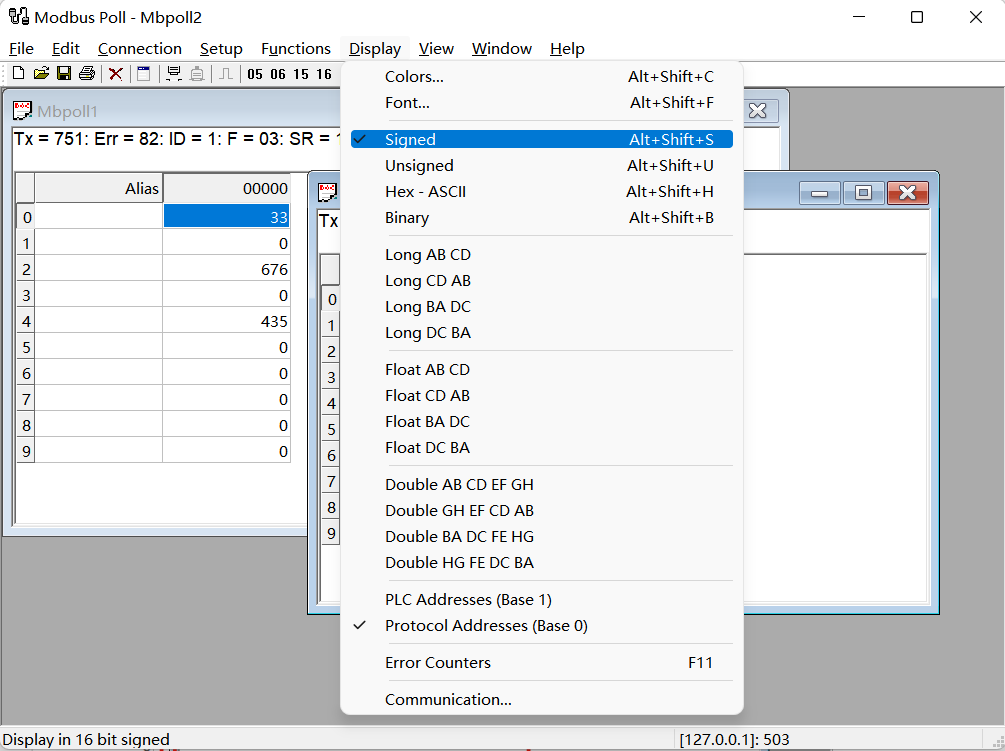 Modbus Poll - Mbpoll2
File Edit Connection Setup Functions Display View Window Help
05 06 15 16
Mbpoll1
Tx = 751: Err = 82: ID = 1: F = 03: SR = 1
Alias 00000
0 33
1 0
2 676
3 0
4 435
5 0
6 0
7 0
8 0
9 0
Tx
0
1
2
3
4
5
6
7
8
9
Colors... Alt+Shift+C
Font... Alt+Shift+F
Signed Alt+Shift+S
Unsigned Alt+Shift+U
Hex - ASCII Alt+Shift+H
Binary Alt+Shift+B
Long AB CD
Long CD AB
Long BA DC
Long DC BA
Float AB CD
Float CD AB
Float BA DC
Float DC BA
Double AB CD EF GH
Double GH EF CD AB
Double BA DC FE HG
Double HG FE DC BA
PLC Addresses (Base 1)
Protocol Addresses (Base 0)
Error Counters F11
Communication...
Display in 16 bit signed [127.0.0.1]: 503